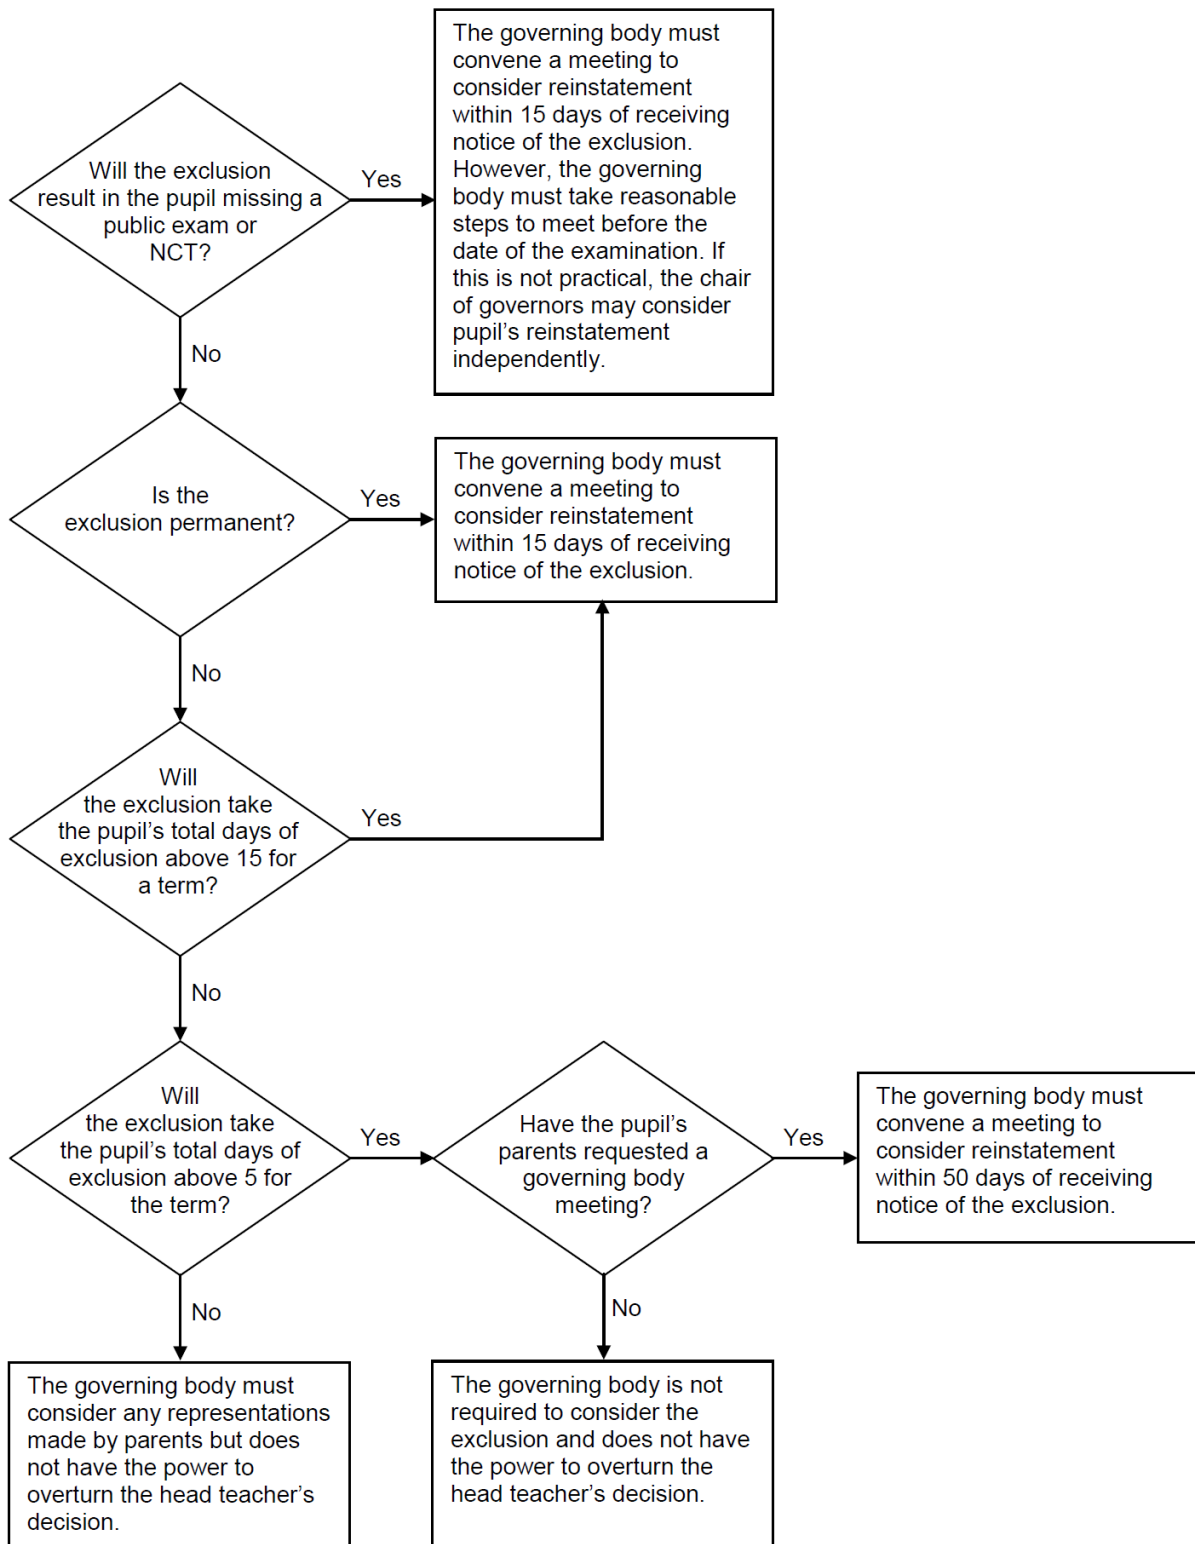 The governing body must
convene a meeting to
consider reinstatement
within 15 days of receiving
notice of the exclusion.
However, the governing
body must take reasonable
steps to meet before the
date of the examination. If
this is not practical, the chair
of governors may consider
pupil's reinstatement
independently.
Will the exclusion
result in the pupil missing a
public exam or
NCT?
Yes
No
Is the
exclusion permanent?
Yes
The governing body must
convene a meeting to
consider reinstatement
within 15 days of receiving
notice of the exclusion.
No
Will
the exclusion take
the pupil's total days of
exclusion above 15 for
a term?
Yes
No
Will
the exclusion take
the pupil's total days of
exclusion above 5 for
the term?
Yes
Have the pupil's
parents requested a
governing body
meeting?
Yes
The governing body must
convene a meeting to
consider reinstatement
within 50 days of receiving
notice of the exclusion.
No
No
The governing body must
consider any representations
made by parents but does
not have the power to
overturn the head teacher's
decision.
The governing body is not
required to consider the
exclusion and does not have
the power to overturn the
head teacher's decision.